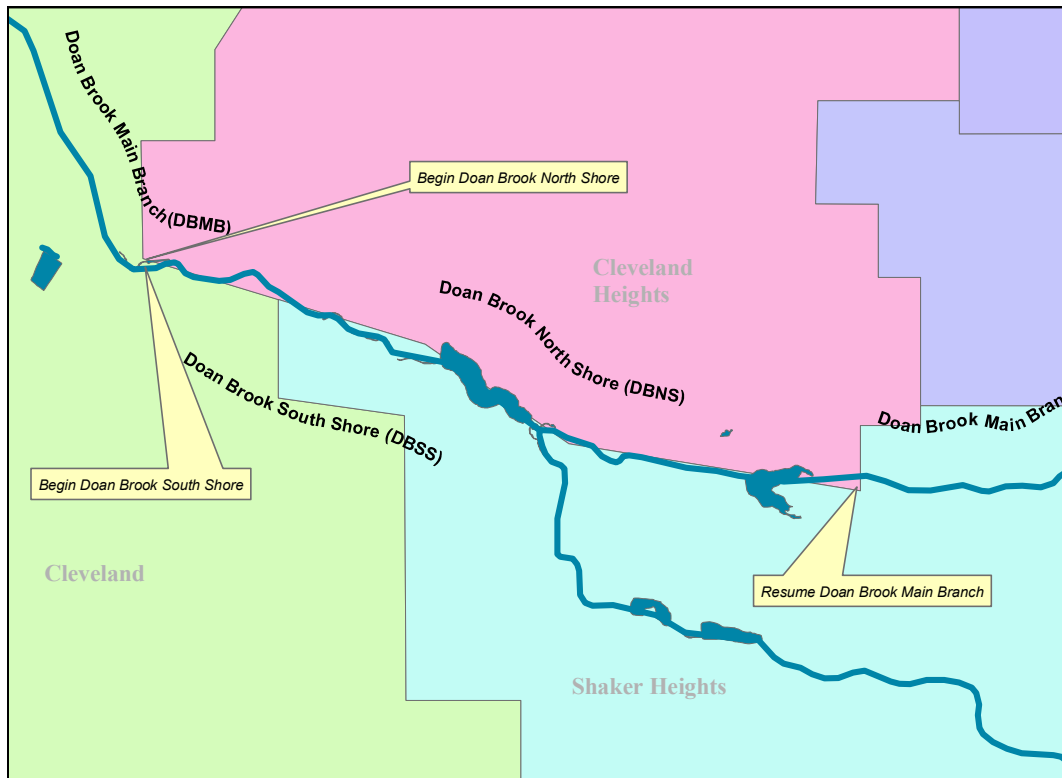 Doan Brook Main Branch(DBMB)
Begin Doan Brook North Shore
Cleveland
Heights
Doan Brook North Shore (DBNS)
Doan Brook South Shore (DBSS)
Doan Brook Main Bran
Begin Doan Brook South Shore
Cleveland
Resume Doan Brook Main Branch
Shaker Heights